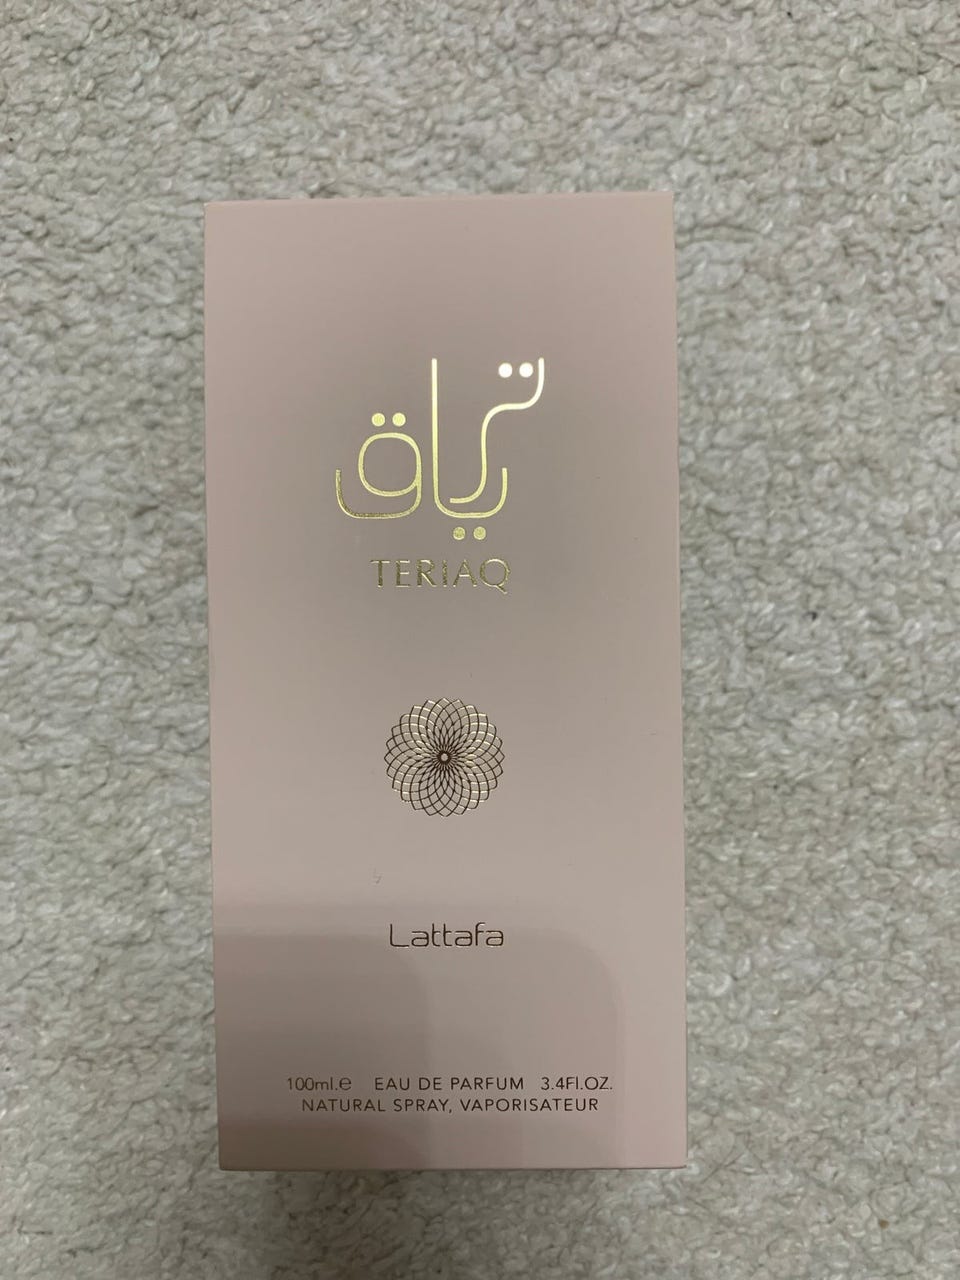 ترياق
TERIAQ
Lattafa
100ml.e EAU DE PARFUM 3.4Fl.OZ.
NATURAL SPRAY, VAPORISATEUR